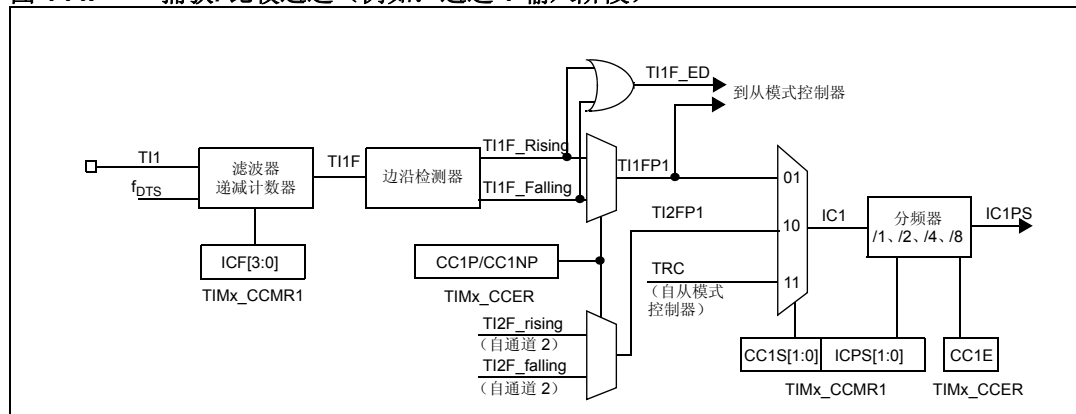 TI1F_ED
到从模式控制器
TI1
f_DTS
滤波器
递减计数器
TI1F
边沿检测器
TI1F_Rising
TI1F_Falling
TI1FP1
TI2FP1
01
10
11
IC1
分频器
/1、/2、/4、/8
IC1PS
ICF[3:0]
TIMx_CCMR1
CC1P/CC1NP
TIMx_CCER
TRC
（自从模式
控制器）
TI2F_rising
（自通道 2）
TI2F_falling
（自通道 2）
CC1S[1:0]
ICPS[1:0]
CC1E
TIMx_CCMR1
TIMx_CCER